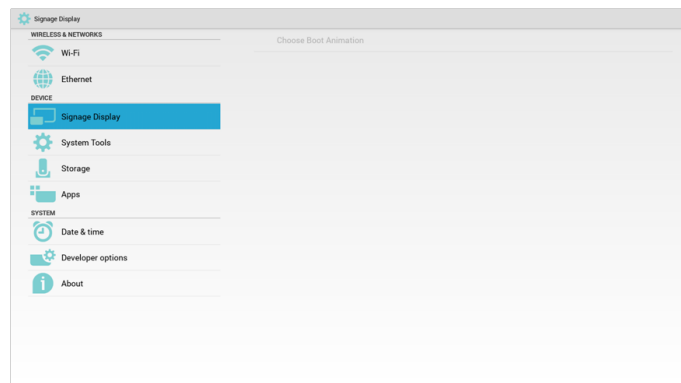 Signage Display
WIRELESS & NETWORKS
Wi-Fi
Ethernet
DEVICE
Signage Display
System Tools
Storage
Apps
SYSTEM
Date & time
Developer options
About
Choose Boot Animation